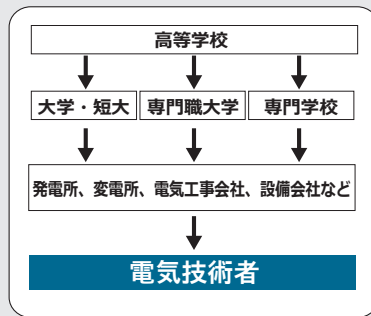 高等学校
大学・短大 専門職大学 専門学校
発電所、変電所、電気工事会社、設備会社など
電気技術者